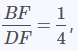 BF/DF = 1/4,